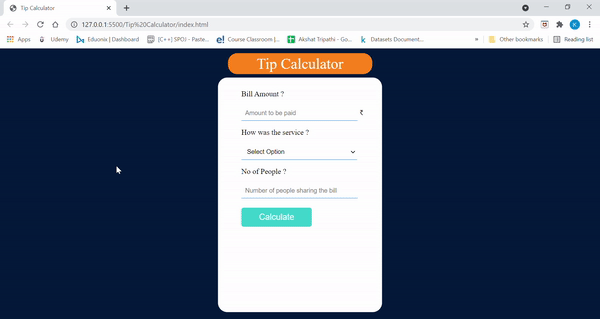 Tip Calculator
127.0.0.1:5500/Tip%20Calculator/index.html
Apps Udemy Eduonix | Dashboard [C++] SPOJ - Paste... Course Classroom |... Akshat Tripathi - Go... Datasets Document... » Other bookmarks Reading list
Tip Calculator
Bill Amount ?
Amount to be paid ₹
How was the service ?
Select Option
No of People ?
Number of people sharing the bill
Calculate